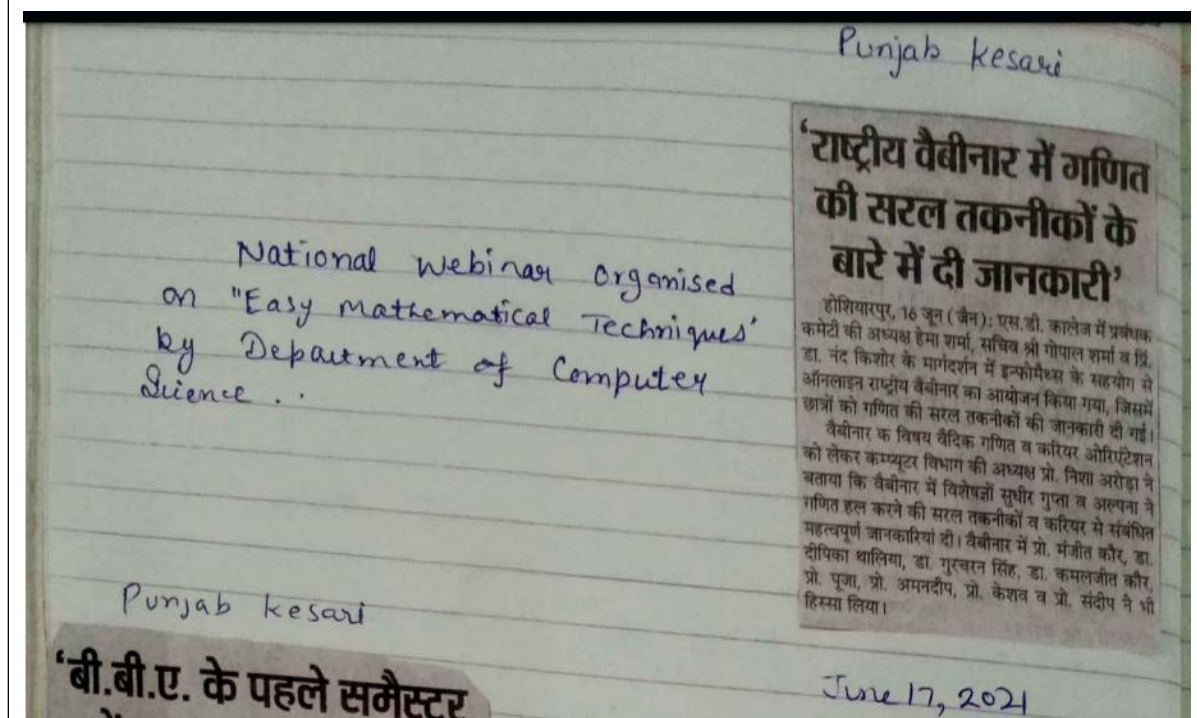 Punjab Kesari
‘राष्ट्रीय वैबीनार में गणित
की सरल तकनीकों के
बारे में दी जानकारी’
होशियारपुर, 16 जून (जैन): एस.डी. कालेज में प्रबंधक
कमेटी की अध्यक्ष हेमा शर्मा, सचिव श्री गोपाल शर्मा व प्रिं.
डा. नंद किशोर के मार्गदर्शन में इन्फोमैथ्स के सहयोग से
ऑनलाइन राष्ट्रीय वैबीनार का आयोजन किया गया, जिसमें
छात्रों को गणित की सरल तकनीकों की जानकारी दी गई।
वैबीनार क विषय वैदिक गणित व करियर ओरिएंटेशन
को लेकर कम्प्यूटर विभाग की अध्यक्ष प्रो. निशा अरोड़ा ने
बताया कि वैबीनार में विशेषज्ञों सुधीर गुप्ता व अल्पना ने
गणित हल करने की सरल तकनीकों व करियर से संबंधित
महत्वपूर्ण जानकारियां दी। वैबीनार में प्रो. मंजीत कौर, डा.
दीपिका थालिया, डा. गुरचरन सिंह, डा. कमलजीत कौर,
प्रो. पूजा, प्रो. अमनदीप, प्रो. केशव व प्रो. संदीप ने भी
हिस्सा लिया।
National Webinar Organised
on "Easy Mathematical Techniques'
by Department of Computer
Science ..
June 17, 2021
Punjab Kesari
‘बी.बी.ए. के पहले समैस्टर